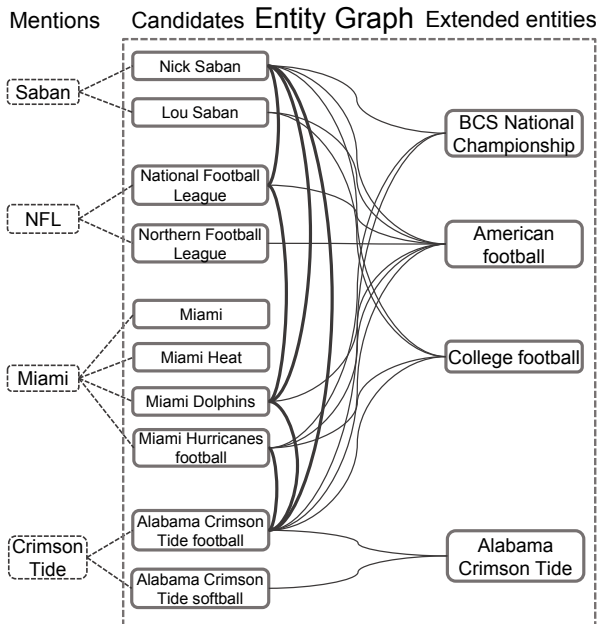 Mentions
Candidates
Entity Graph
Extended entities
Saban
NFL
Miami
Crimson
Tide
Nick Saban
Lou Saban
National Football
League
Northern Football
League
Miami
Miami Heat
Miami Dolphins
Miami Hurricanes
football
Alabama Crimson
Tide football
Alabama Crimson
Tide softball
BCS National
Championship
American
football
College football
Alabama
Crimson Tide